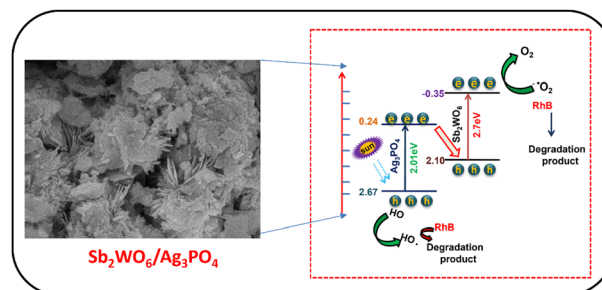 Sb₂WO₆/Ag₃PO₄
sun
0.24
2.67
e e e
Ag₃PO₄
2.01eV
h h h
HO
HO.
RhB
Degradation
product
-0.35
2.10
e e e
Sb₂WO₆
2.7eV
h h h
O₂
·⁻O₂
RhB
Degradation
product